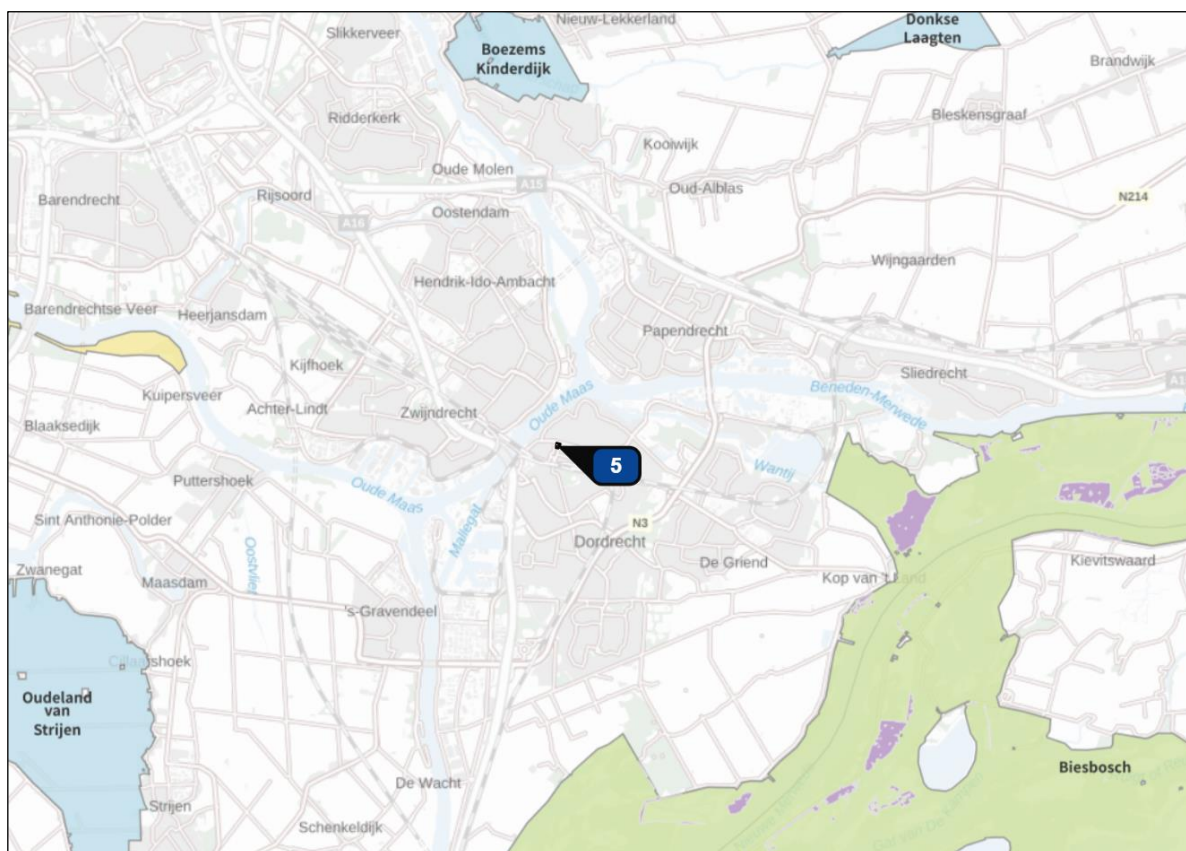 Nieuw-Lekkerland
Donkse
Laagten
Slikkerveer
Boezems
Kinderdijk
Brandwijk
Bleskensgraaf
Ridderkerk
Kooiwijk
Oude Molen
A15
Oud-Alblas
Rijsoord
Barendrecht
N214
A16
Oostendam
Wijngaarden
Hendrik-Ido-Ambacht
Barendrechtse Veer
Heerjansdam
Papendrecht
Kijfhoek
Sliedrecht
Kuipersveer
Oude Maas
Beneden-Merwede
Achter-Lindt
Zwijndrecht
Blaaksedijk
5
Wantij
Puttershoek
Oude Maas
Sint Anthonie-Polder
Mallegat
N3
Dordrecht
Oostvliet
Zwanegat
Maasdam
De Griend
Kop van 't Land
Kievitswaard
's-Gravendeel
Cillaarshoek
Oudeland
van
Strijen
Biesbosch
De Wacht
Strijen
Schenkeldijk